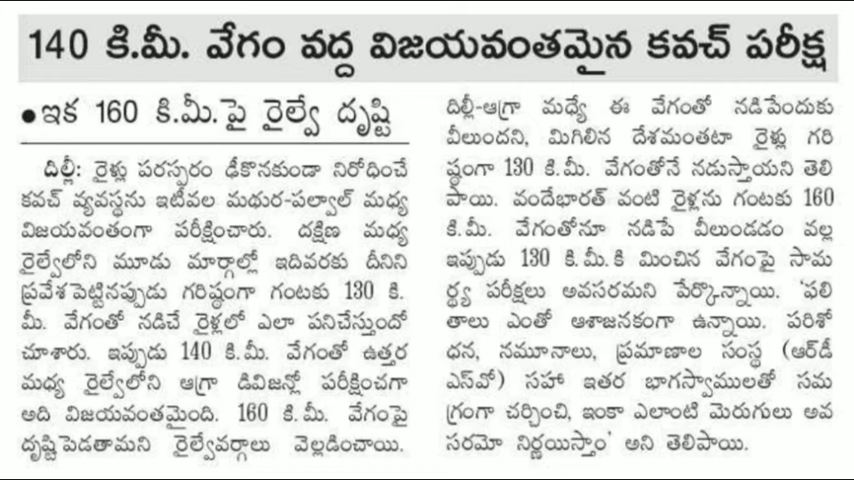 140 కి.మీ. వేగం వద్ద విజయవంతమైన కవచ్ పరీక్ష
• ఇక 160 కి.మీ.పై రైల్వే దృష్టి
దిల్లీ: రైళ్లు పరస్పరం ఢీకొనకుండా నిరోధించే
కవచ్ వ్యవస్థను ఇటీవల మథుర-పల్వాల్ మధ్య
విజయవంతంగా పరీక్షించారు. దక్షిణ మధ్య
రైల్వేలోని మూడు మార్గాల్లో ఇదివరకు దీనిని
ప్రవేశపెట్టినప్పుడు గరిష్ఠంగా గంటకు 130 కి.
మీ. వేగంతో నడిచే రైళ్లలో ఎలా పనిచేస్తుందో
చూశారు. ఇప్పుడు 140 కి.మీ. వేగంతో ఉత్తర
మధ్య రైల్వేలోని ఆగ్రా డివిజన్లో పరీక్షించగా
అది విజయవంతమైంది. 160 కి.మీ. వేగంపై
దృష్టిపెడతామని రైల్వేవర్గాలు వెల్లడించాయి.
దిల్లీ-ఆగ్రా మధ్యే ఈ వేగంతో నడిపేందుకు
వీలుందని, మిగిలిన దేశమంతటా రైళ్లు గరి
ష్ఠంగా 130 కి.మీ. వేగంతోనే నడుస్తాయని తెలి
పాయి. వందేభారత్ వంటి రైళ్లను గంటకు 160
కి.మీ. వేగంతోనూ నడిపే వీలుండడం వల్ల
ఇప్పుడు 130 కి.మీ.కి మించిన వేగంపై సామ
ర్థ్య పరీక్షలు అవసరమని పేర్కొన్నాయి. 'ఫలి
తాలు ఎంతో ఆశాజనకంగా ఉన్నాయి. పరిశో
ధన, నమూనాలు, ప్రమాణాల సంస్థ (ఆర్‌డీ
ఎస్‌వో) సహా ఇతర భాగస్వాములతో సమ
గ్రంగా చర్చించి, ఇంకా ఎలాంటి మెరుగులు అవ
సరమో నిర్ణయిస్తాం' అని తెలిపాయి.